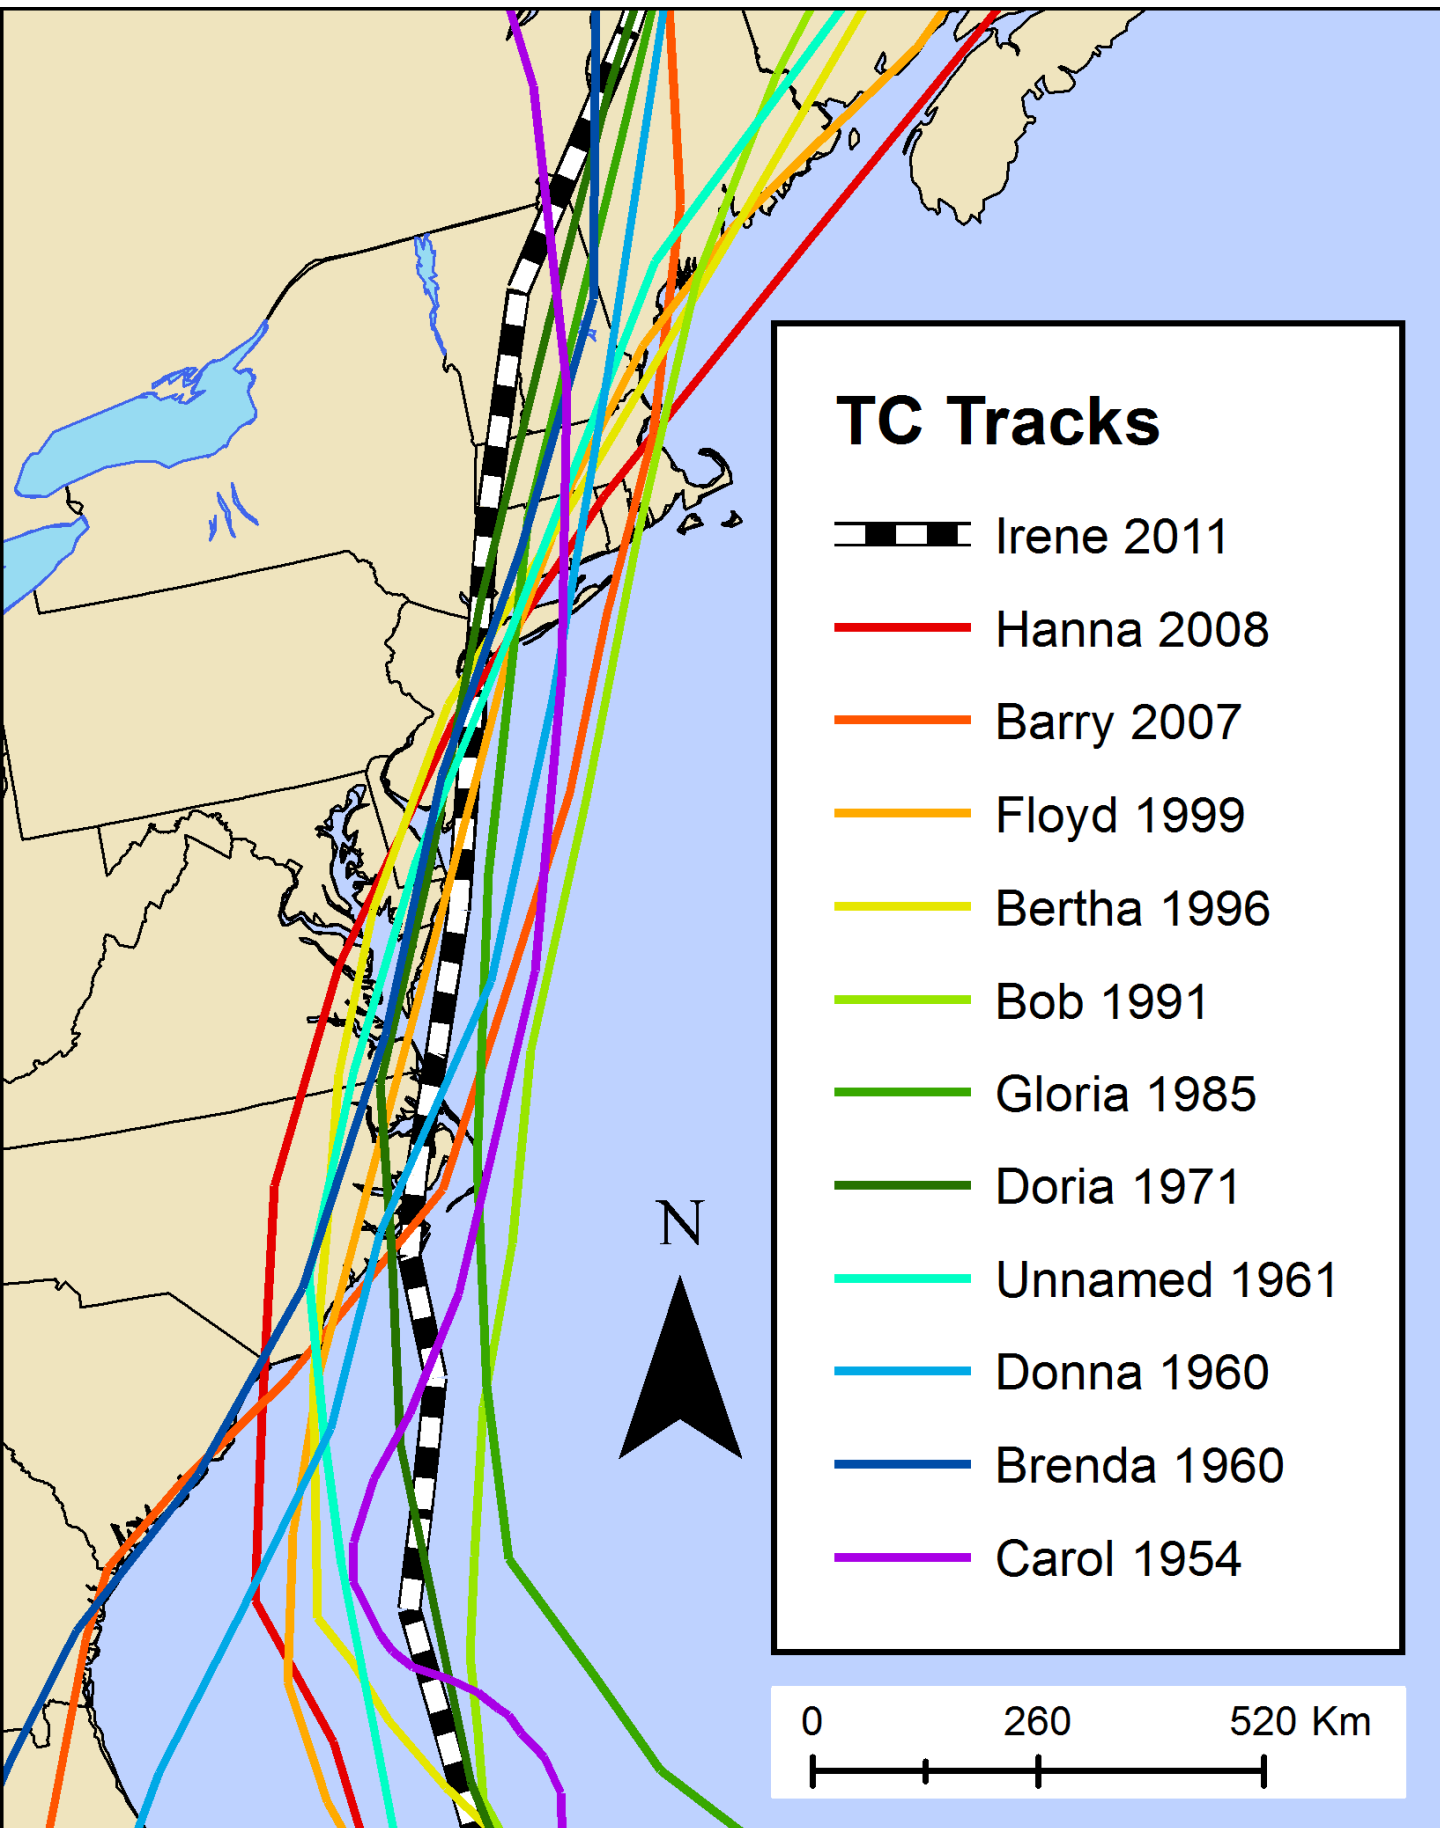 TC Tracks
Irene 2011
Hanna 2008
Barry 2007
Floyd 1999
Bertha 1996
Bob 1991
Gloria 1985
Doria 1971
Unnamed 1961
Donna 1960
Brenda 1960
Carol 1954
N
0 260 520 Km